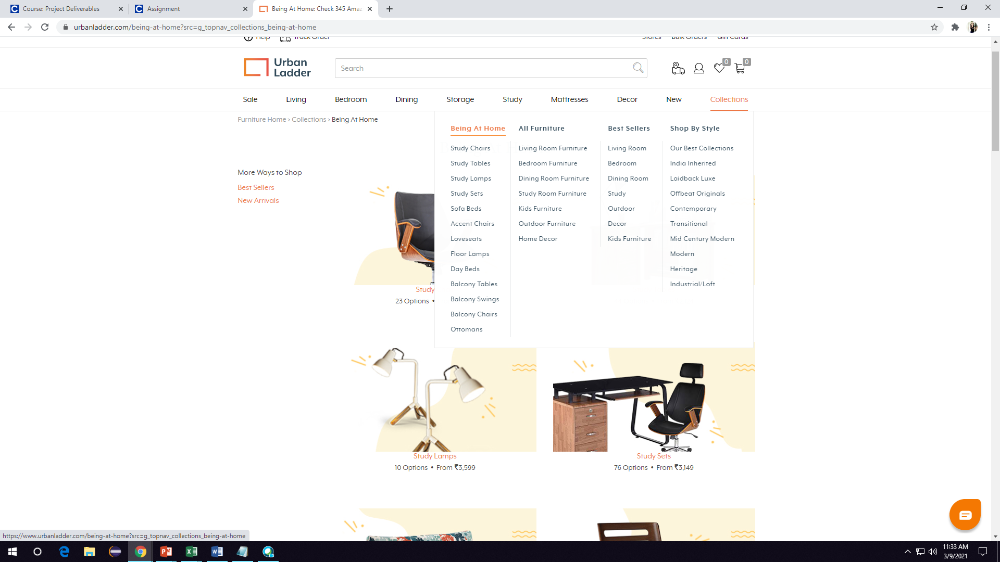 Course: Project Deliverables
Assignment
Being At Home: Check 345 Amaz
urbanladder.com/being-at-home?src=g_topnav_collections_being-at-home
Help Track Order Stores Bulk Orders Gift Cards
Urban
Ladder
Search
0
0
Sale Living Bedroom Dining Storage Study Mattresses Decor New Collections
Furniture Home > Collections > Being At Home
Being At Home
Study Chairs
Study Tables
Study Lamps
Study Sets
Sofa Beds
Accent Chairs
Loveseats
Floor Lamps
Day Beds
Balcony Tables
Balcony Swings
Balcony Chairs
Ottomans
All Furniture
Living Room Furniture
Bedroom Furniture
Dining Room Furniture
Study Room Furniture
Kids Furniture
Outdoor Furniture
Home Decor
Best Sellers
Living Room
Bedroom
Dining Room
Study
Outdoor
Decor
Kids Furniture
Shop By Style
Our Best Collections
India Inherited
Laidback Luxe
Offbeat Originals
Contemporary
Transitional
Mid Century Modern
Modern
Heritage
Industrial/Loft
More Ways to Shop
Best Sellers
New Arrivals
Study
23 Options •
Study Lamps
10 Options • From ₹3,599
Study Sets
76 Options • From ₹3,149
https://www.urbanladder.com/being-at-home?src=g_topnav_collections_being-at-home
11:33 AM
3/9/2021